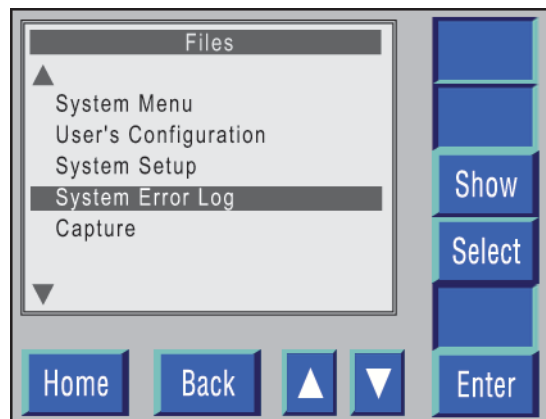 Files
System Menu
User's Configuration
System Setup
System Error Log
Capture
Show
Select
Home
Back
Enter